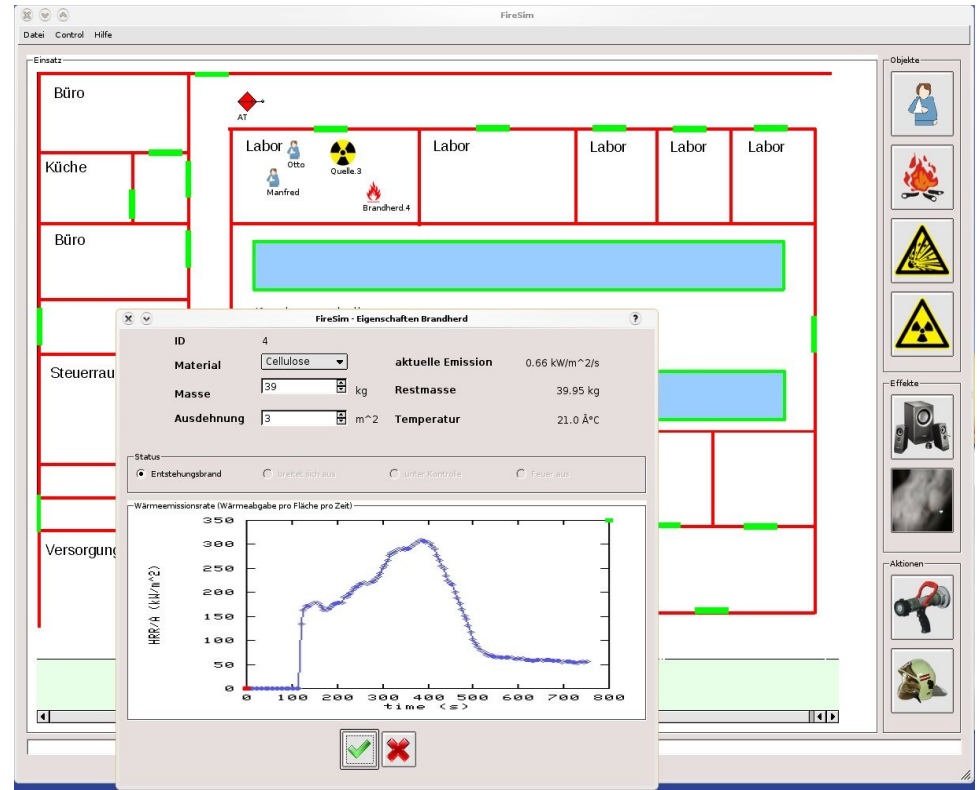 FireSim
Datei Control Hilfe
Einsatz
Objekte
Büro
AT
Labor
Labor
Labor
Labor
Labor
Otto
Quelle.3
Manfred
Brandherd.4
Küche
Büro
FireSim - Eigenschaften Brandherd
?
ID 4
Material Cellulose aktuelle Emission 0.66 kW/m^2/s
Masse 39 kg Restmasse 39.95 kg
Ausdehnung 3 m^2 Temperatur 21.0 Â°C
Steuerrau
Effekte
Status
Entstehungsbrand breitet sich aus unter Kontrolle Feuer aus
Wärmeemissionsrate (Wärmeabgabe pro Fläche pro Zeit)
350
300
250
200
150
100
50
0
HRR/A (kW/m^2)
0 100 200 300 400 500 600 700 800
time (s)
Versorgung
Aktionen